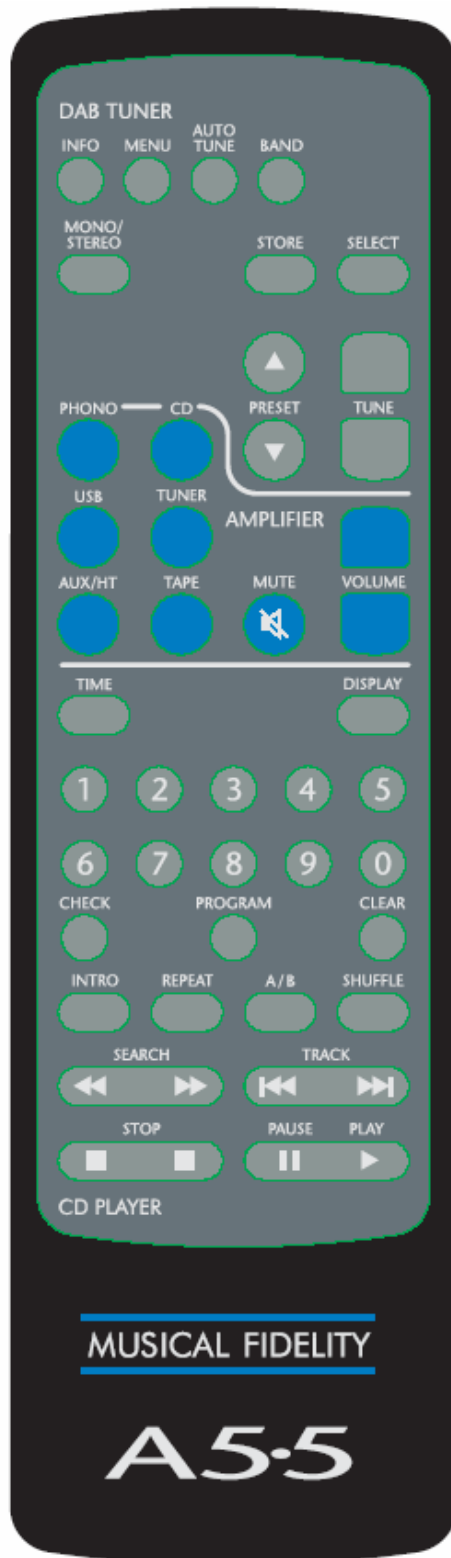 DAB TUNER
INFO MENU AUTO TUNE BAND
MONO/
STEREO
STORE SELECT
PHONO CD PRESET TUNE
USB TUNER
AMPLIFIER
AUX/HT TAPE MUTE VOLUME
TIME DISPLAY
1 2 3 4 5
6 7 8 9 0
CHECK PROGRAM CLEAR
INTRO REPEAT A/B SHUFFLE
SEARCH TRACK
STOP PAUSE PLAY
CD PLAYER
MUSICAL FIDELITY
A5·5